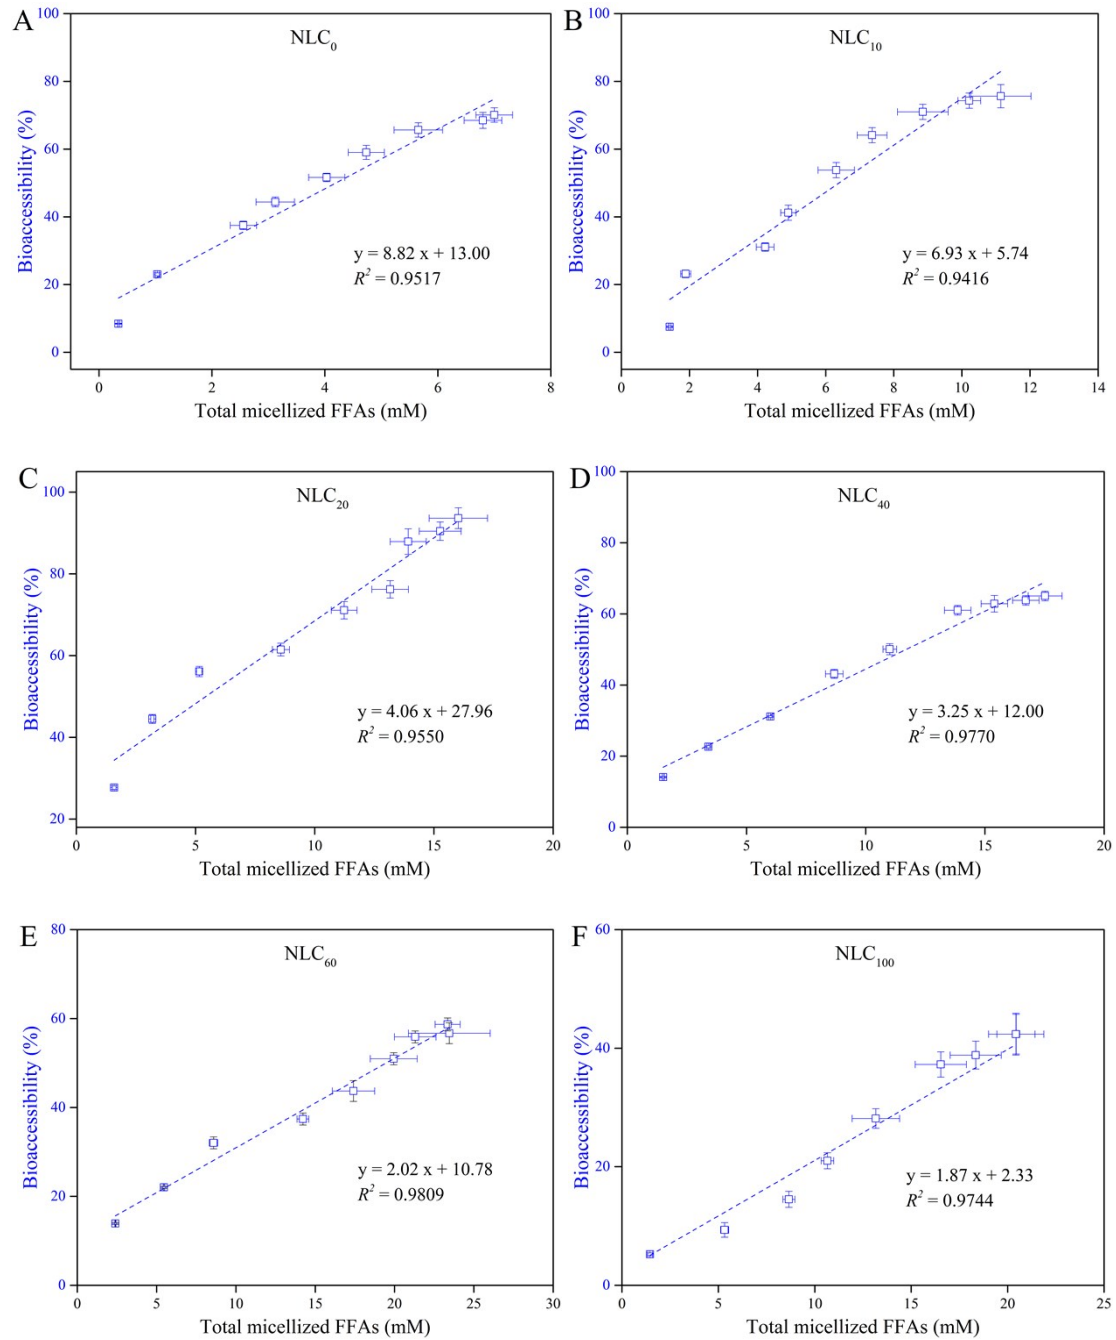 A
NLC₀
100
80
60
40
20
0
Bioaccessibility (%)
y = 8.82 x + 13.00
R² = 0.9517
0 2 4 6 8
Total micellized FFAs (mM)
B
NLC₁₀
100
80
60
40
20
0
Bioaccessibility (%)
y = 6.93 x + 5.74
R² = 0.9416
0 2 4 6 8 10 12 14
Total micellized FFAs (mM)
C
NLC₂₀
100
80
60
40
20
Bioaccessibility (%)
y = 4.06 x + 27.96
R² = 0.9550
0 5 10 15 20
Total micellized FFAs (mM)
D
NLC₄₀
100
80
60
40
20
0
Bioaccessibility (%)
y = 3.25 x + 12.00
R² = 0.9770
0 5 10 15 20
Total micellized FFAs (mM)
E
NLC₆₀
80
60
40
20
0
Bioaccessibility (%)
y = 2.02 x + 10.78
R² = 0.9809
0 5 10 15 20 25 30
Total micellized FFAs (mM)
F
NLC₁₀₀
60
40
20
0
Bioaccessibility (%)
y = 1.87 x + 2.33
R² = 0.9744
0 5 10 15 20 25
Total micellized FFAs (mM)